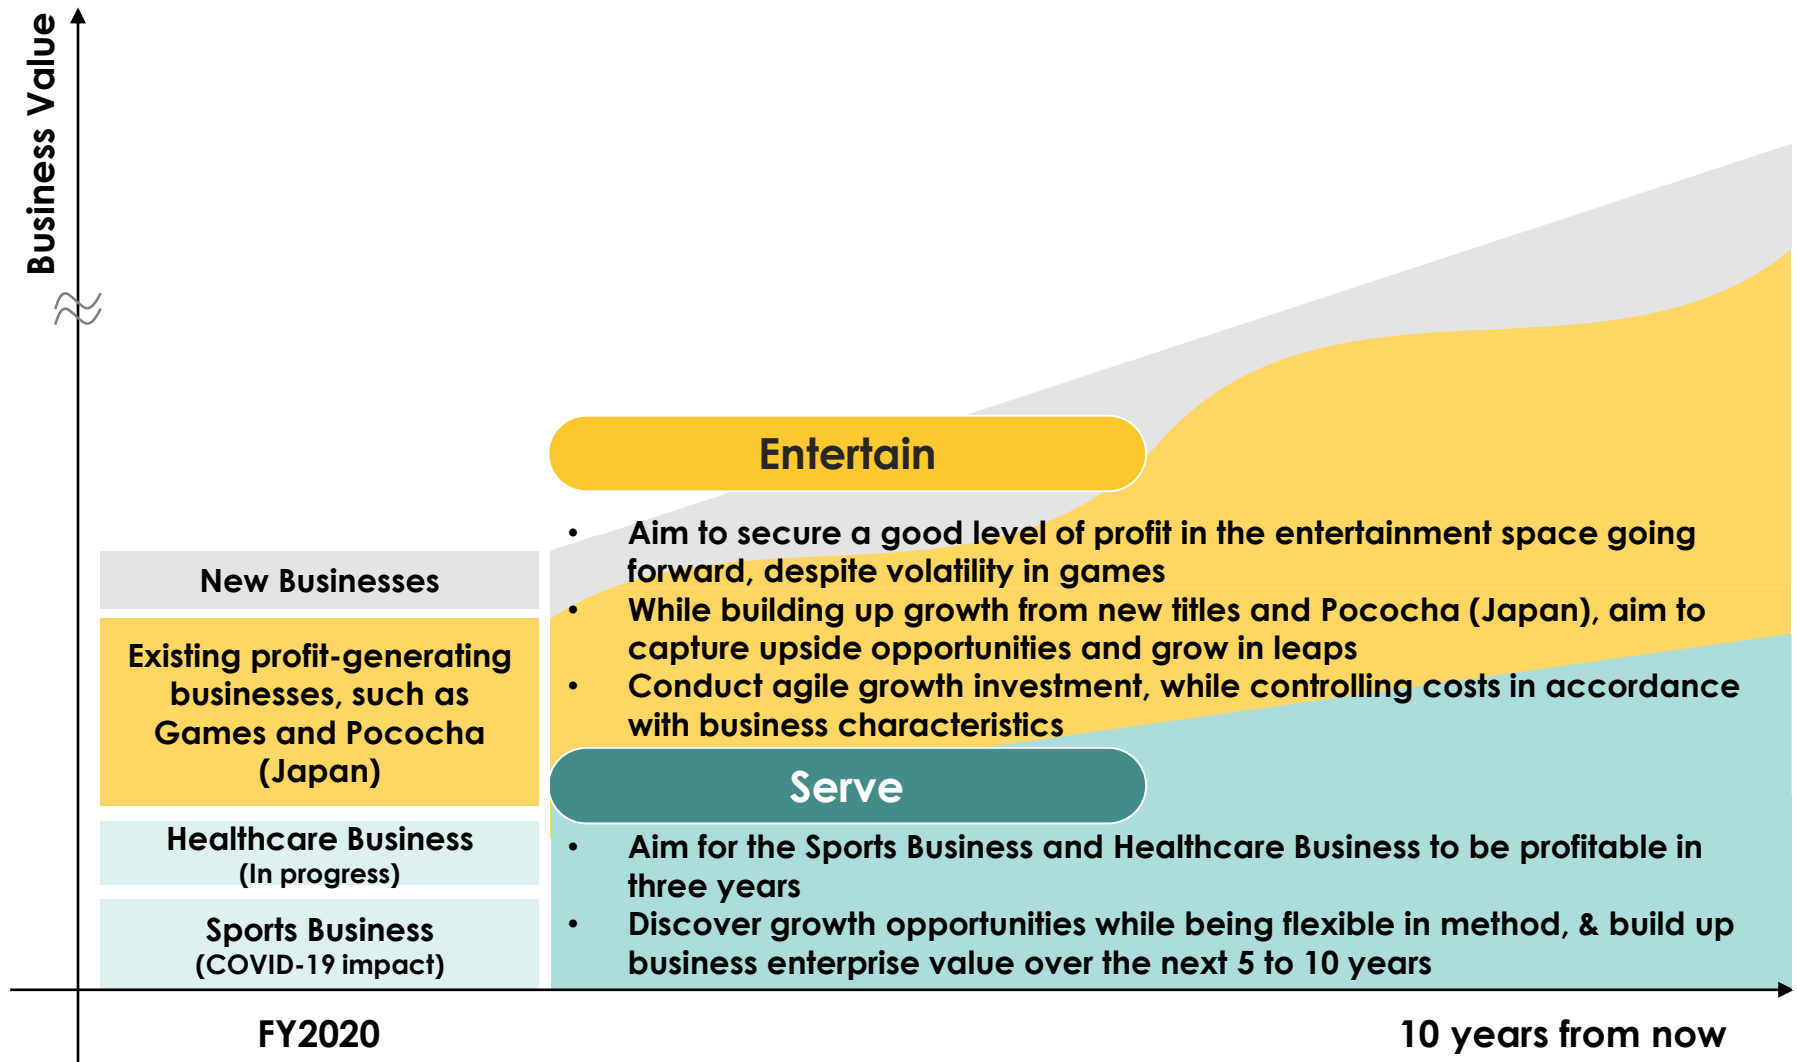 Business Value
New Businesses
Existing profit-generating
businesses, such as
Games and Pococha
(Japan)
Healthcare Business
(In progress)
Sports Business
(COVID-19 impact)
Entertain
• Aim to secure a good level of profit in the entertainment space going
forward, despite volatility in games
• While building up growth from new titles and Pococha (Japan), aim to
capture upside opportunities and grow in leaps
• Conduct agile growth investment, while controlling costs in accordance
with business characteristics
Serve
• Aim for the Sports Business and Healthcare Business to be profitable in
three years
• Discover growth opportunities while being flexible in method, & build up
business enterprise value over the next 5 to 10 years
FY2020
10 years from now